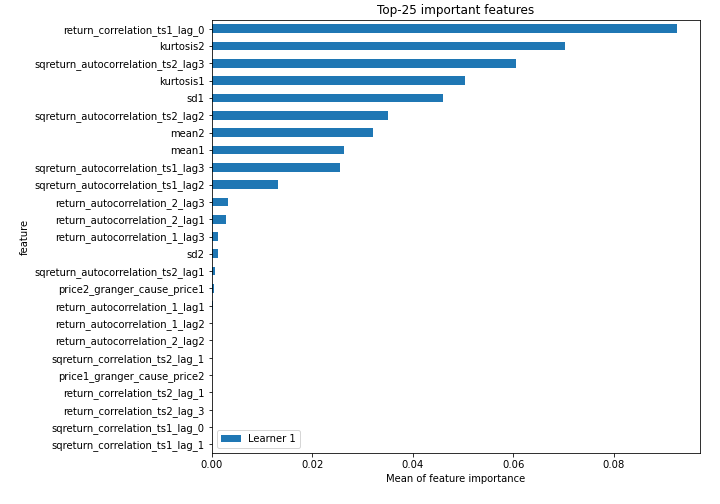 Top-25 important features
return_correlation_ts1_lag_0
kurtosis2
sqreturn_autocorrelation_ts2_lag3
kurtosis1
sd1
sqreturn_autocorrelation_ts2_lag2
mean2
mean1
sqreturn_autocorrelation_ts1_lag3
sqreturn_autocorrelation_ts1_lag2
return_autocorrelation_2_lag3
return_autocorrelation_2_lag1
return_autocorrelation_1_lag3
sd2
sqreturn_autocorrelation_ts2_lag1
price2_granger_cause_price1
return_autocorrelation_1_lag1
return_autocorrelation_1_lag2
return_autocorrelation_2_lag2
sqreturn_correlation_ts2_lag_1
price1_granger_cause_price2
return_correlation_ts2_lag_1
return_correlation_ts2_lag_3
sqreturn_correlation_ts1_lag_0
sqreturn_correlation_ts1_lag_1
feature
Learner 1
0.00 0.02 0.04 0.06 0.08
Mean of feature importance